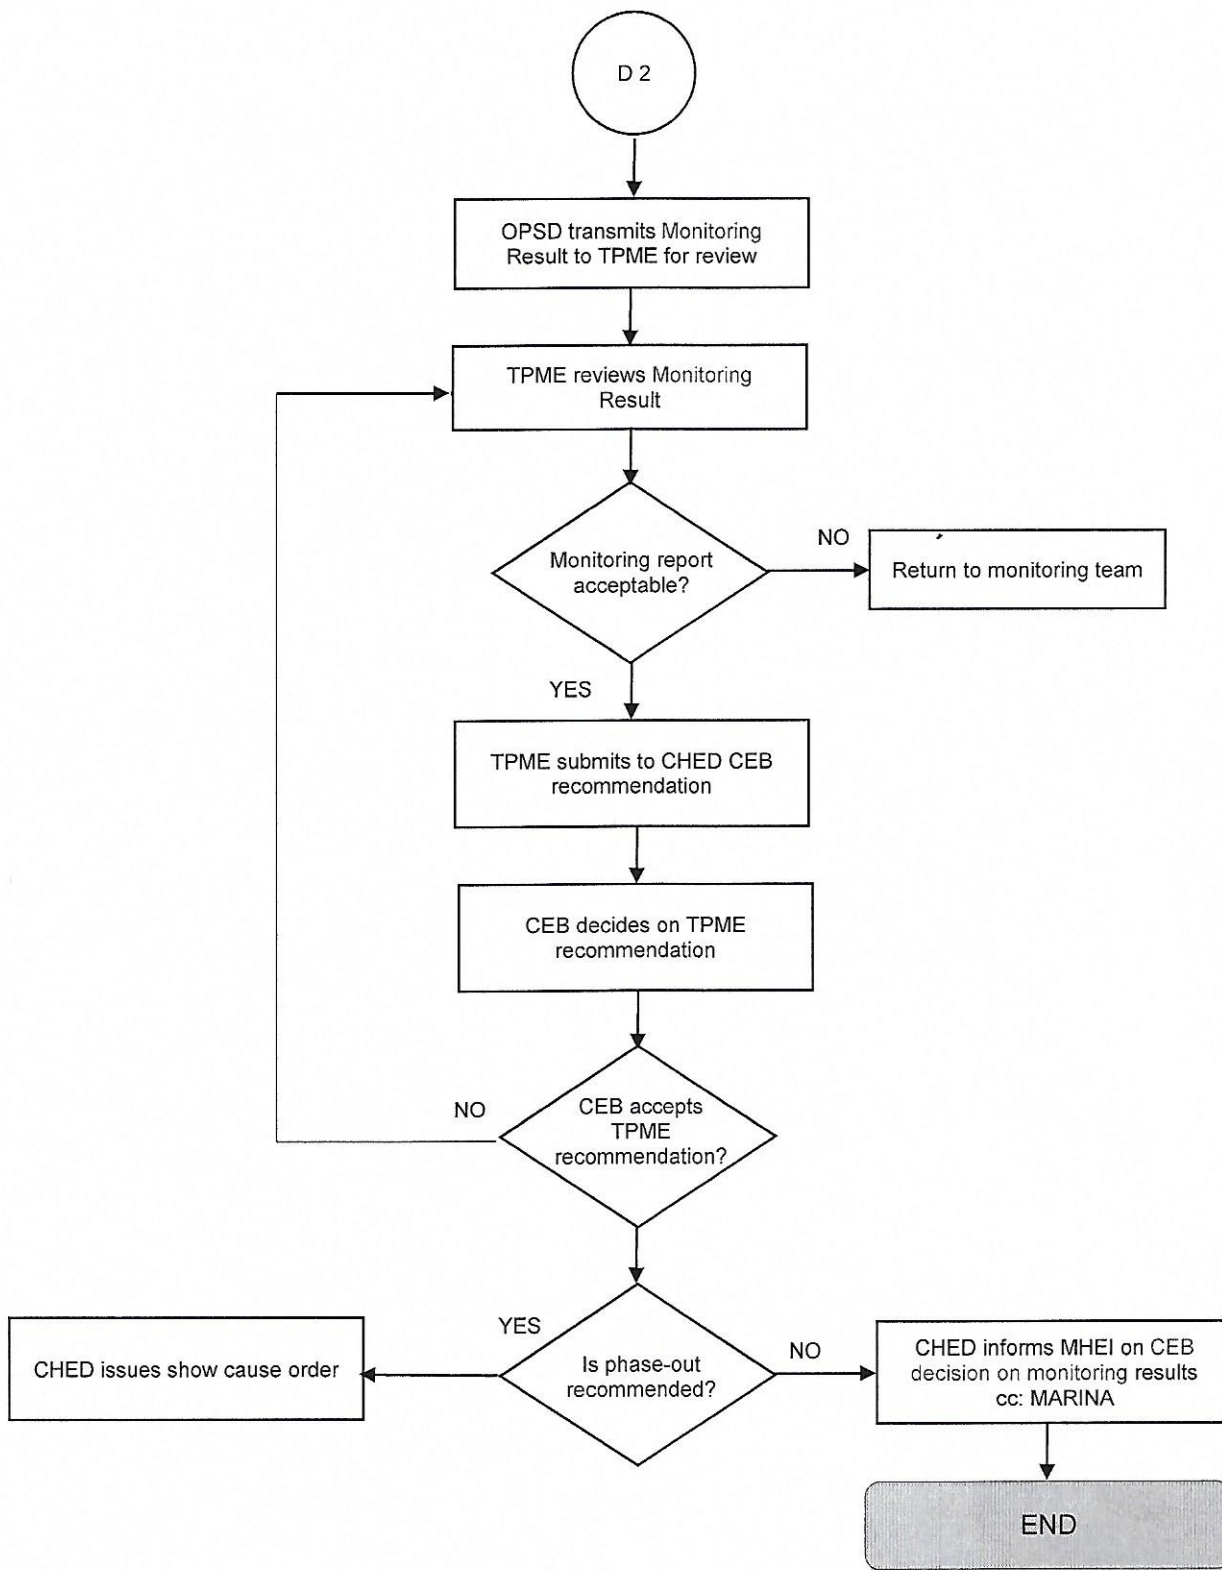 D 2
OPSD transmits Monitoring
Result to TPME for review
TPME reviews Monitoring
Result
Monitoring report
acceptable?
NO
Return to monitoring team
YES
TPME submits to CHED CEB
recommendation
CEB decides on TPME
recommendation
NO
CEB accepts
TPME
recommendation?
YES
CHED issues show cause order
Is phase-out
recommended?
NO
CHED informs MHEI on CEB
decision on monitoring results
cc: MARINA
END